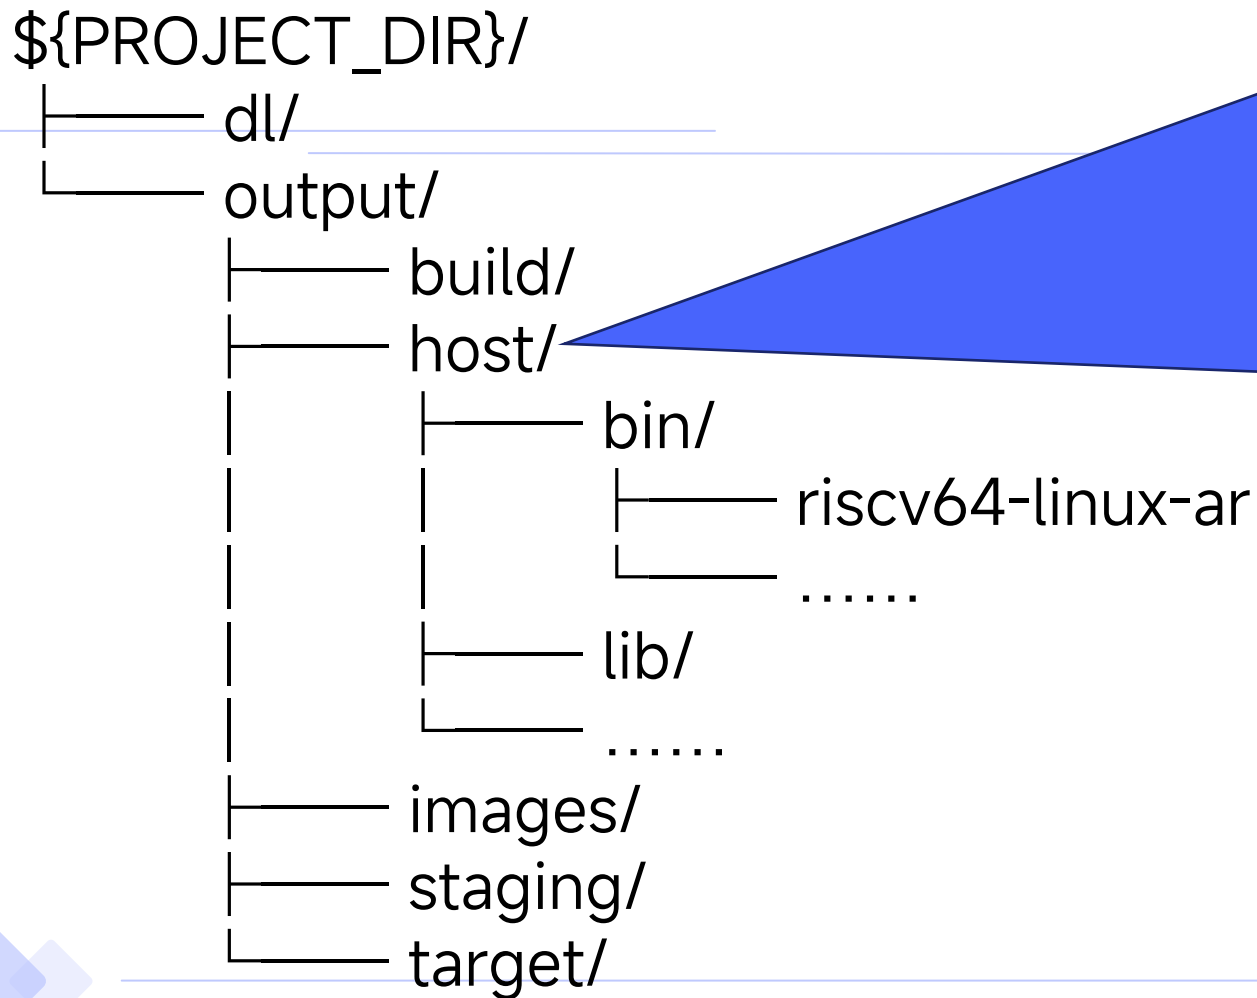 ${PROJECT_DIR}/
├── dl/
└── output/
├── build/
├── host/
│ ├── bin/
│ │ ├── riscv64-linux-ar
│ │ └── ......
│ ├── lib/
│ └── ......
├── images/
├── staging/
└── target/